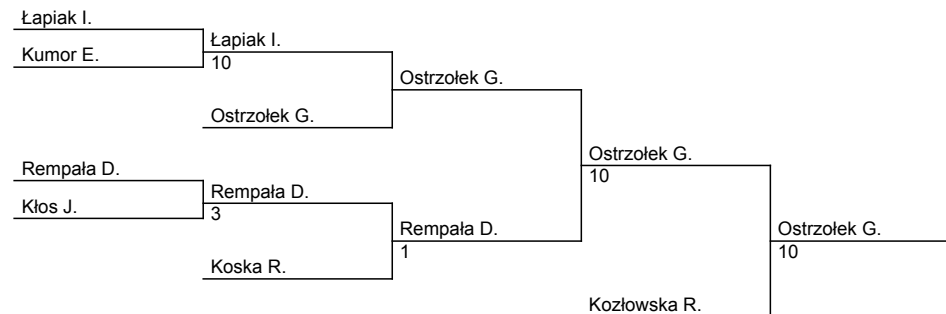 Łapiak I.
Kumor E.
Łapiak I.
10
Ostrzołek G.
Ostrzołek G.
Rempała D.
Kłos J.
Rempała D.
3
Koska R.
Rempała D.
1
Ostrzołek G.
10
Kozłowska R.
Ostrzołek G.
10